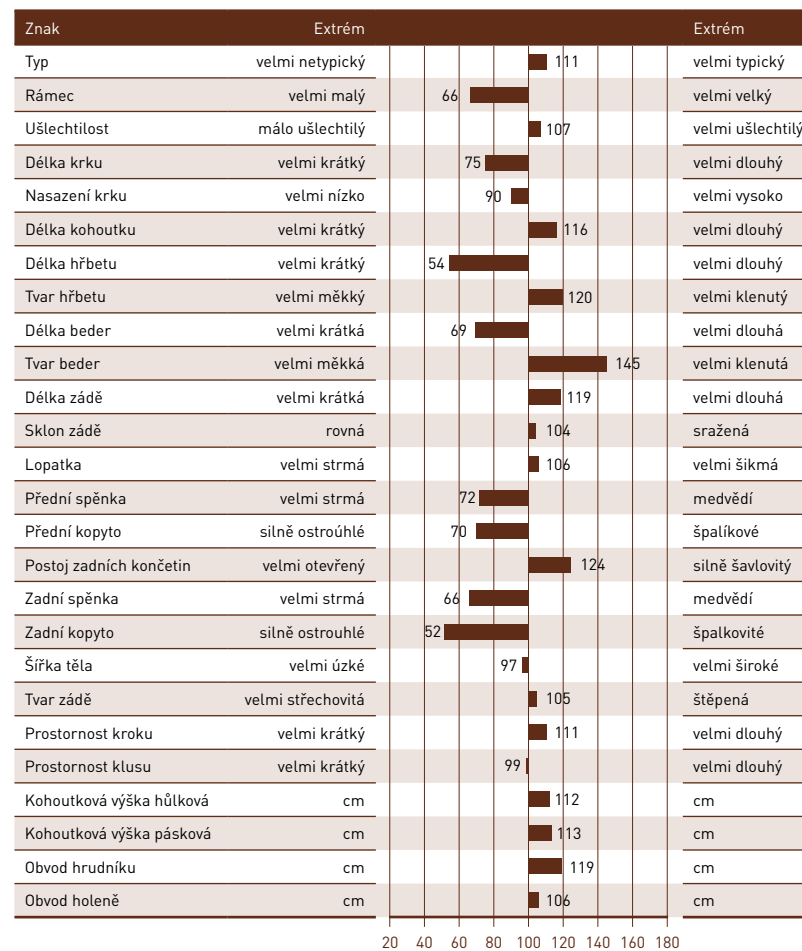 Znak Extrém Extrém
Typ velmi netypický 111 velmi typický
Rámec velmi malý 66 velmi velký
Ušlechtilost málo ušlechtilý 107 velmi ušlechtilý
Délka krku velmi krátký 75 velmi dlouhý
Nasazení krku velmi nízko 90 velmi vysoko
Délka kohoutku velmi krátký 116 velmi dlouhý
Délka hřbetu velmi krátký 54 velmi dlouhý
Tvar hřbetu velmi měkký 120 velmi klenutý
Délka beder velmi krátká 69 velmi dlouhá
Tvar beder velmi měkká 145 velmi klenutá
Délka zádě velmi krátká 119 velmi dlouhá
Sklon zádě rovná 104 sražená
Lopatka velmi strmá 106 velmi šikmá
Přední spěnka velmi strmá 72 medvědí
Přední kopyto silně ostroúhlé 70 špalíkové
Postoj zadních končetin velmi otevřený 124 silně šavlovitý
Zadní spěnka velmi strmá 66 medvědí
Zadní kopyto silně ostrouhlé 52 špalkovité
Šířka těla velmi úzké 97 velmi široké
Tvar zádě velmi střechovitá 105 štěpená
Prostornost kroku velmi krátký 111 velmi dlouhý
Prostornost klusu velmi krátký 99 velmi dlouhý
Kohoutková výška hůlková cm 112 cm
Kohoutková výška pásková cm 113 cm
Obvod hrudníku cm 119 cm
Obvod holeně cm 106 cm
20 40 60 80 100 120 140 160 180